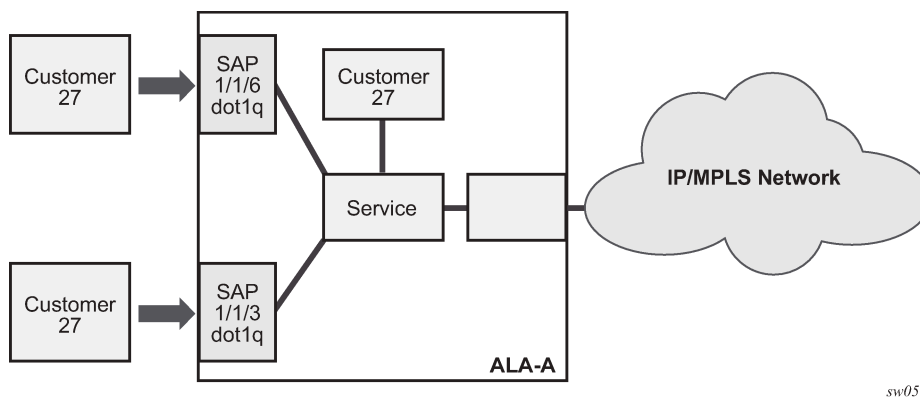 Customer
27
SAP
1/1/6
dot1q
Customer
27
Service
IP/MPLS Network
Customer
27
SAP
1/1/3
dot1q
ALA-A
sw05